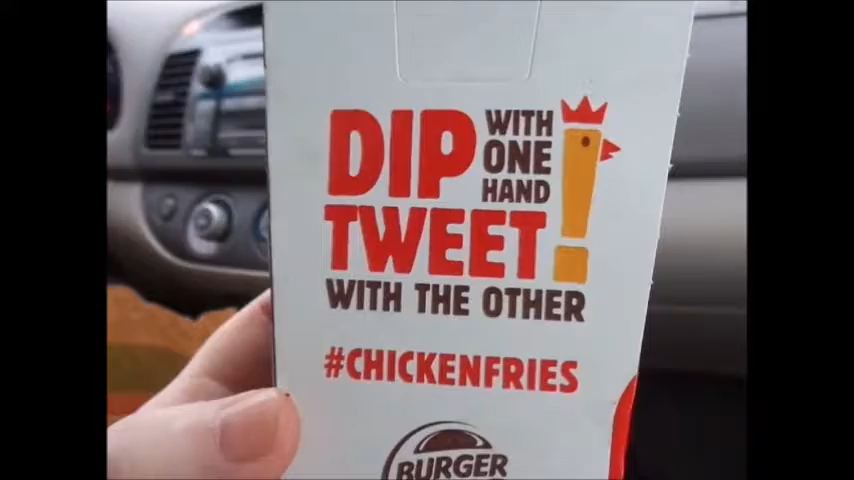 DIP WITH ONE HAND
TWEET!
WITH THE OTHER
#CHICKENFRIES
BURGER